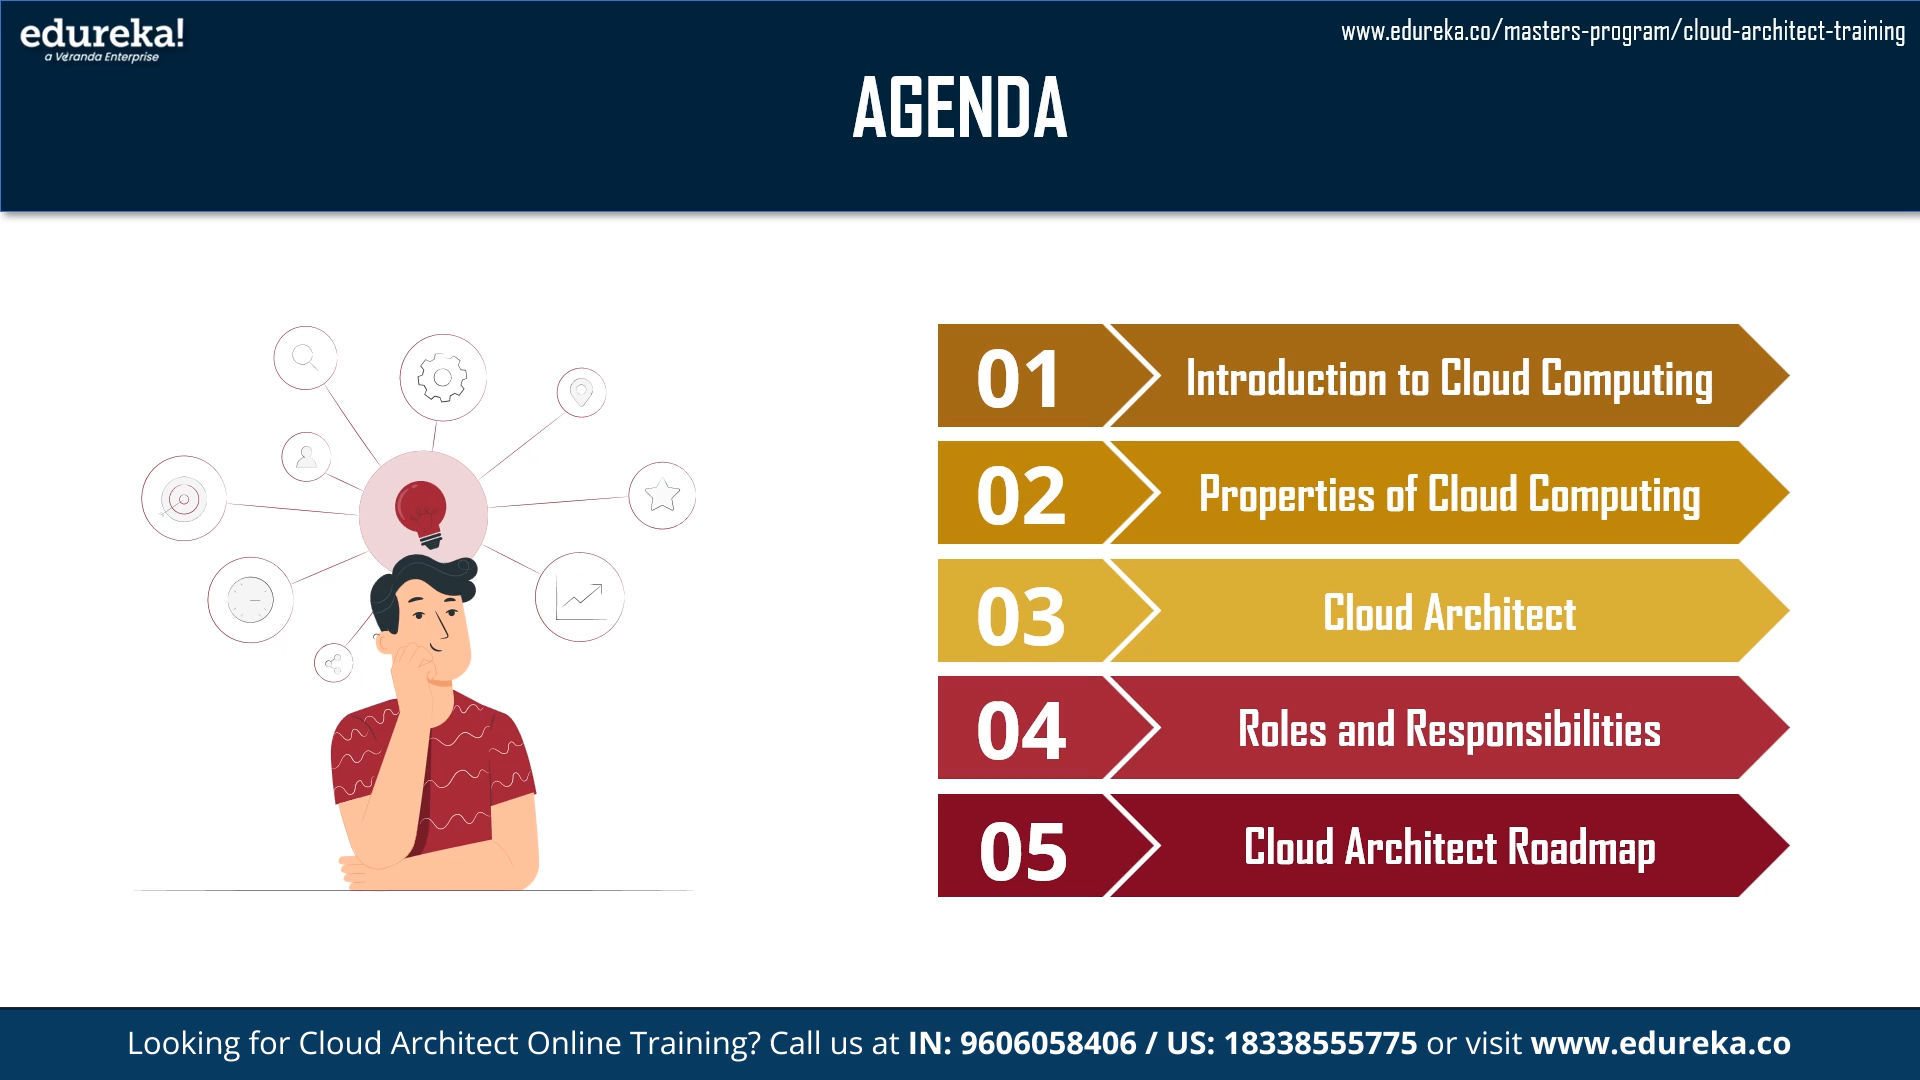 edureka!
a Veranda Enterprise
www.edureka.co/masters-program/cloud-architect-training
AGENDA
01 Introduction to Cloud Computing
02 Properties of Cloud Computing
03 Cloud Architect
04 Roles and Responsibilities
05 Cloud Architect Roadmap
Looking for Cloud Architect Online Training? Call us at IN: 9606058406 / US: 18338555775 or visit www.edureka.co